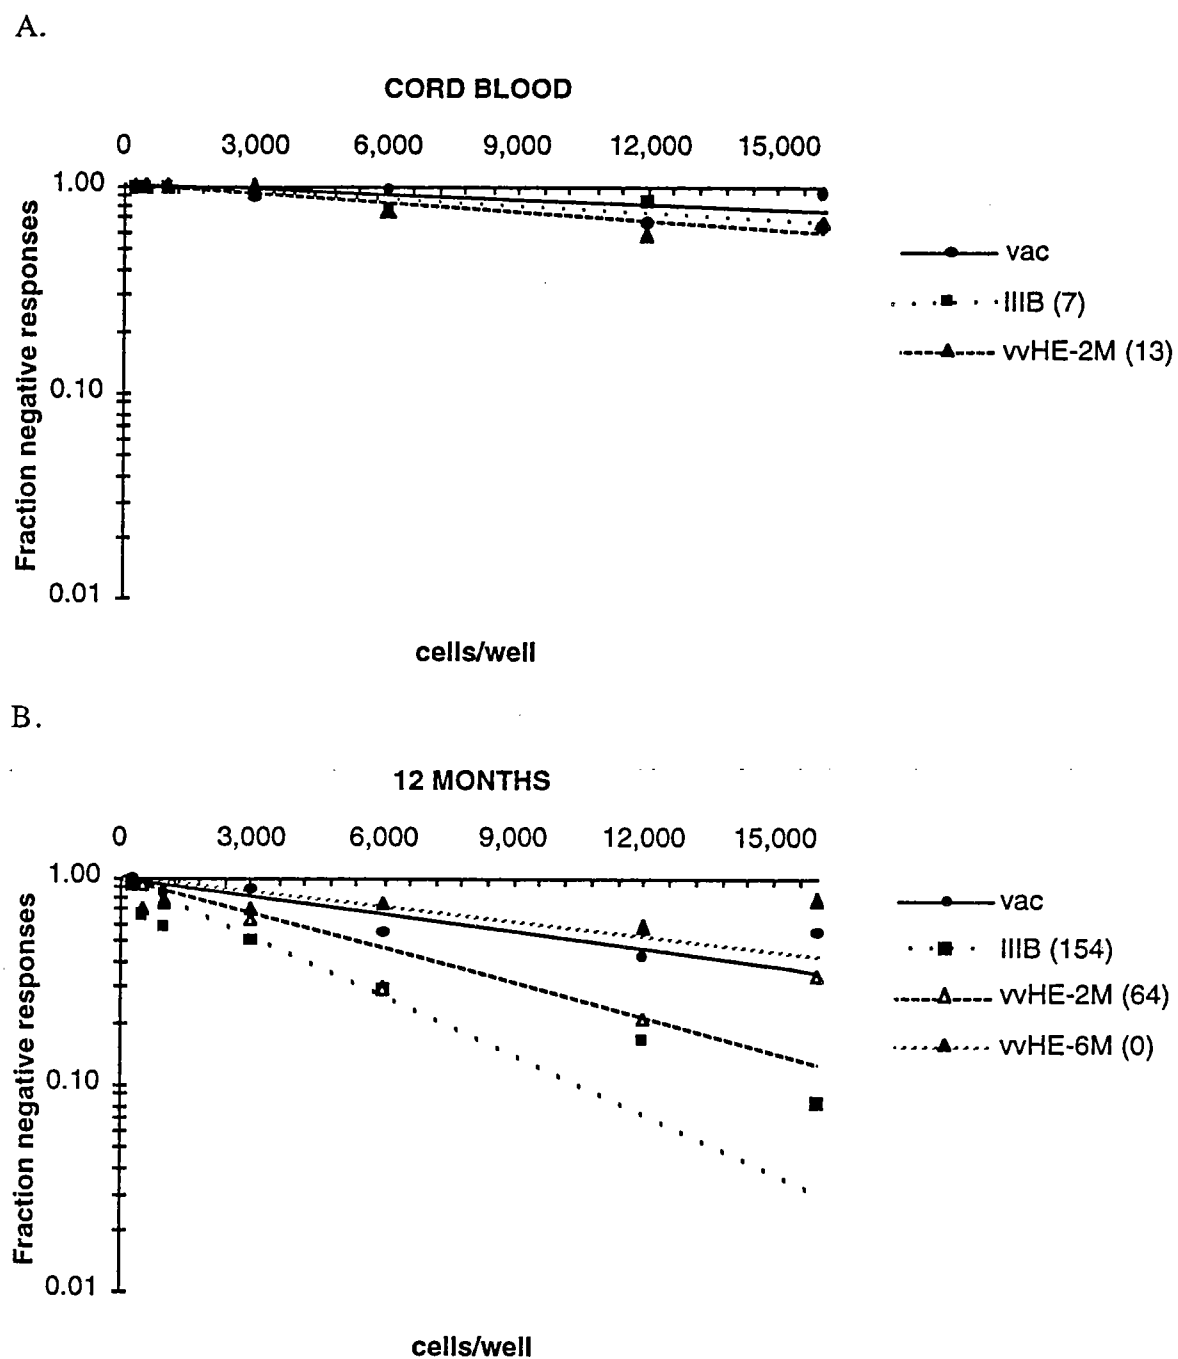 A.
CORD BLOOD
0 3,000 6,000 9,000 12,000 15,000
1.00
0.10
0.01
Fraction negative responses
cells/well
vac
IIIB (7)
vvHE-2M (13)
B.
12 MONTHS
0 3,000 6,000 9,000 12,000 15,000
1.00
0.10
0.01
Fraction negative responses
cells/well
vac
IIIB (154)
vvHE-2M (64)
vvHE-6M (0)